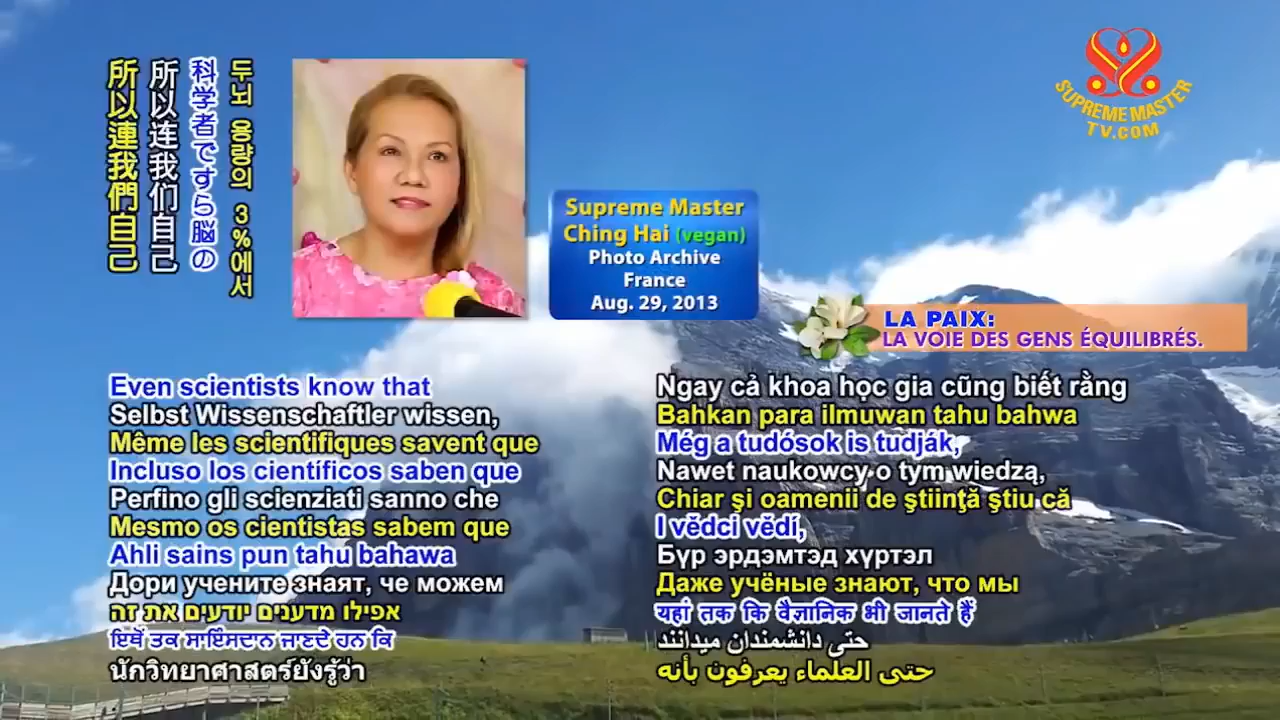 所以連我們自己
所以连我们自己
科学者ですら脳の
두뇌 용량의 3%에서
SUPREME MASTER
TV.COM
Supreme Master
Ching Hai (vegan)
Photo Archive
France
Aug. 29, 2013
LA PAIX:
LA VOIE DES GENS ÉQUILIBRÉS.
Even scientists know that
Selbst Wissenschaftler wissen,
Même les scientifiques savent que
Incluso los científicos saben que
Perfino gli scienziati sanno che
Mesmo os cientistas sabem que
Ahli sains pun tahu bahawa
Дори учените знаят, че можем
אפילו מדענים יודעים את זה
ਇਥੋਂ ਤਕ ਸਾਇੰਸਦਾਨ ਜਾਣਦੇ ਹਨ ਕਿ
นักวิทยาศาสตร์ยังรู้ว่า
Ngay cả khoa học gia cũng biết rằng
Bahkan para ilmuwan tahu bahwa
Még a tudósok is tudják,
Nawet naukowcy o tym wiedzą,
Chiar şi oamenii de ştiinţă ştiu că
I vědci vědí,
Бүр эрдэмтэд хүртэл
Даже учёные знают, что мы
यहां तक कि वैज्ञानिक भी जानते हैं
حتی دانشمندان میدانند
حتى العلماء يعرفون بأنه